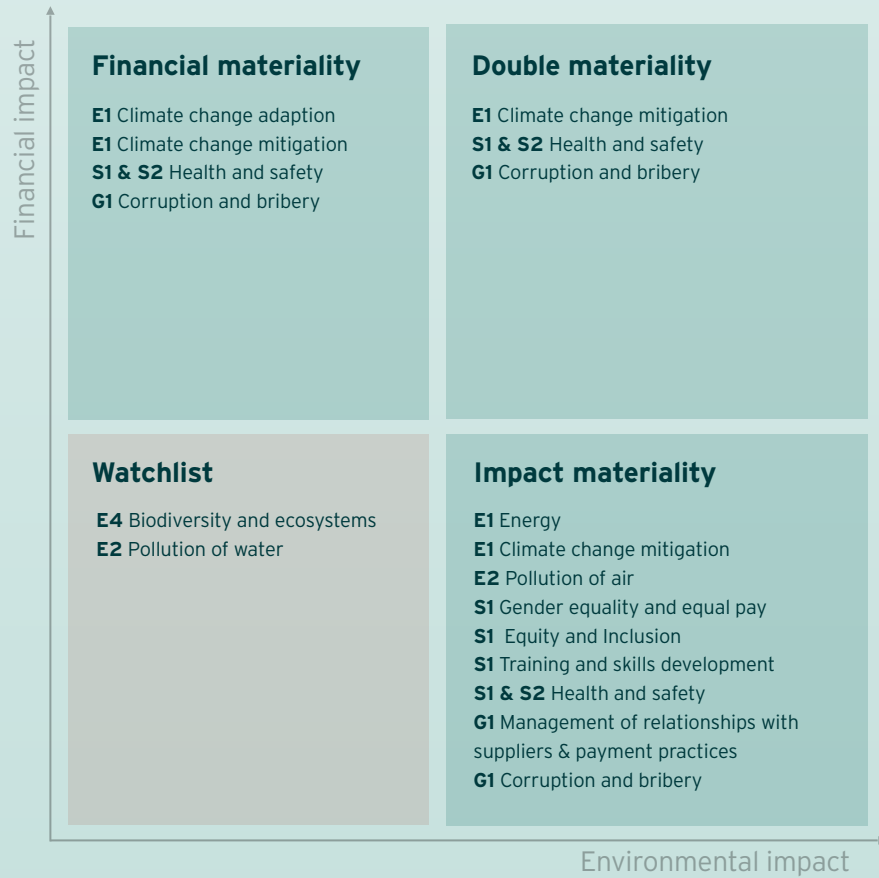 Financial impact
Financial materiality
E1 Climate change adaption
E1 Climate change mitigation
S1 & S2 Health and safety
G1 Corruption and bribery
Double materiality
E1 Climate change mitigation
S1 & S2 Health and safety
G1 Corruption and bribery
Watchlist
E4 Biodiversity and ecosystems
E2 Pollution of water
Impact materiality
E1 Energy
E1 Climate change mitigation
E2 Pollution of air
S1 Gender equality and equal pay
S1 Equity and Inclusion
S1 Training and skills development
S1 & S2 Health and safety
G1 Management of relationships with
suppliers & payment practices
G1 Corruption and bribery
Environmental impact